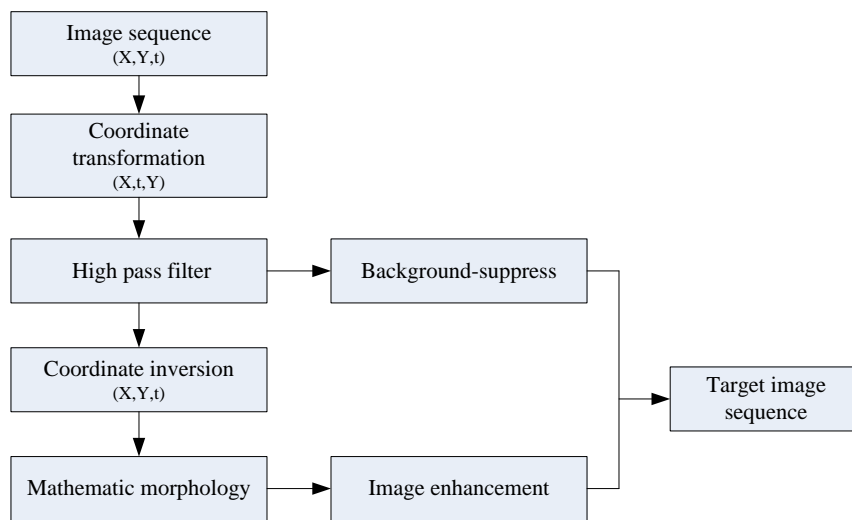 Image sequence
(X,Y,t)
Coordinate
transformation
(X,t,Y)
High pass filter
Background-suppress
Coordinate inversion
(X,Y,t)
Target image
sequence
Mathematic morphology
Image enhancement